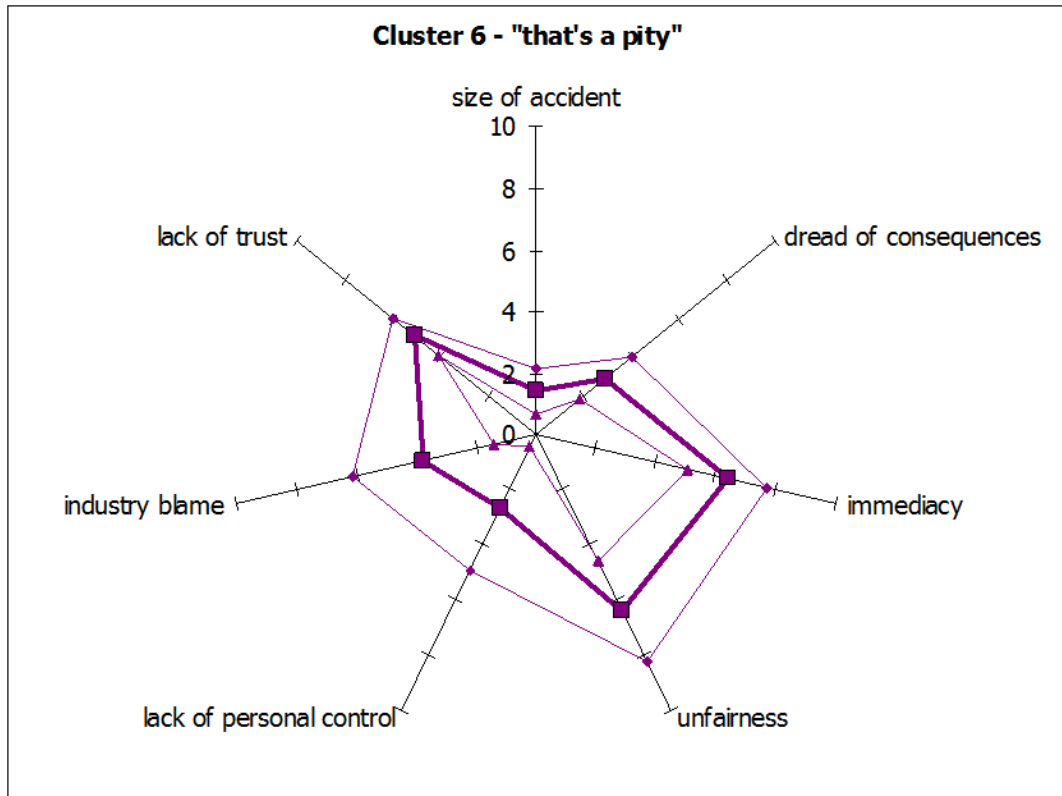 Cluster 6 - "that's a pity"
size of accident
10
8
6
4
2
0
lack of trust
dread of consequences
industry blame
immediacy
lack of personal control
unfairness